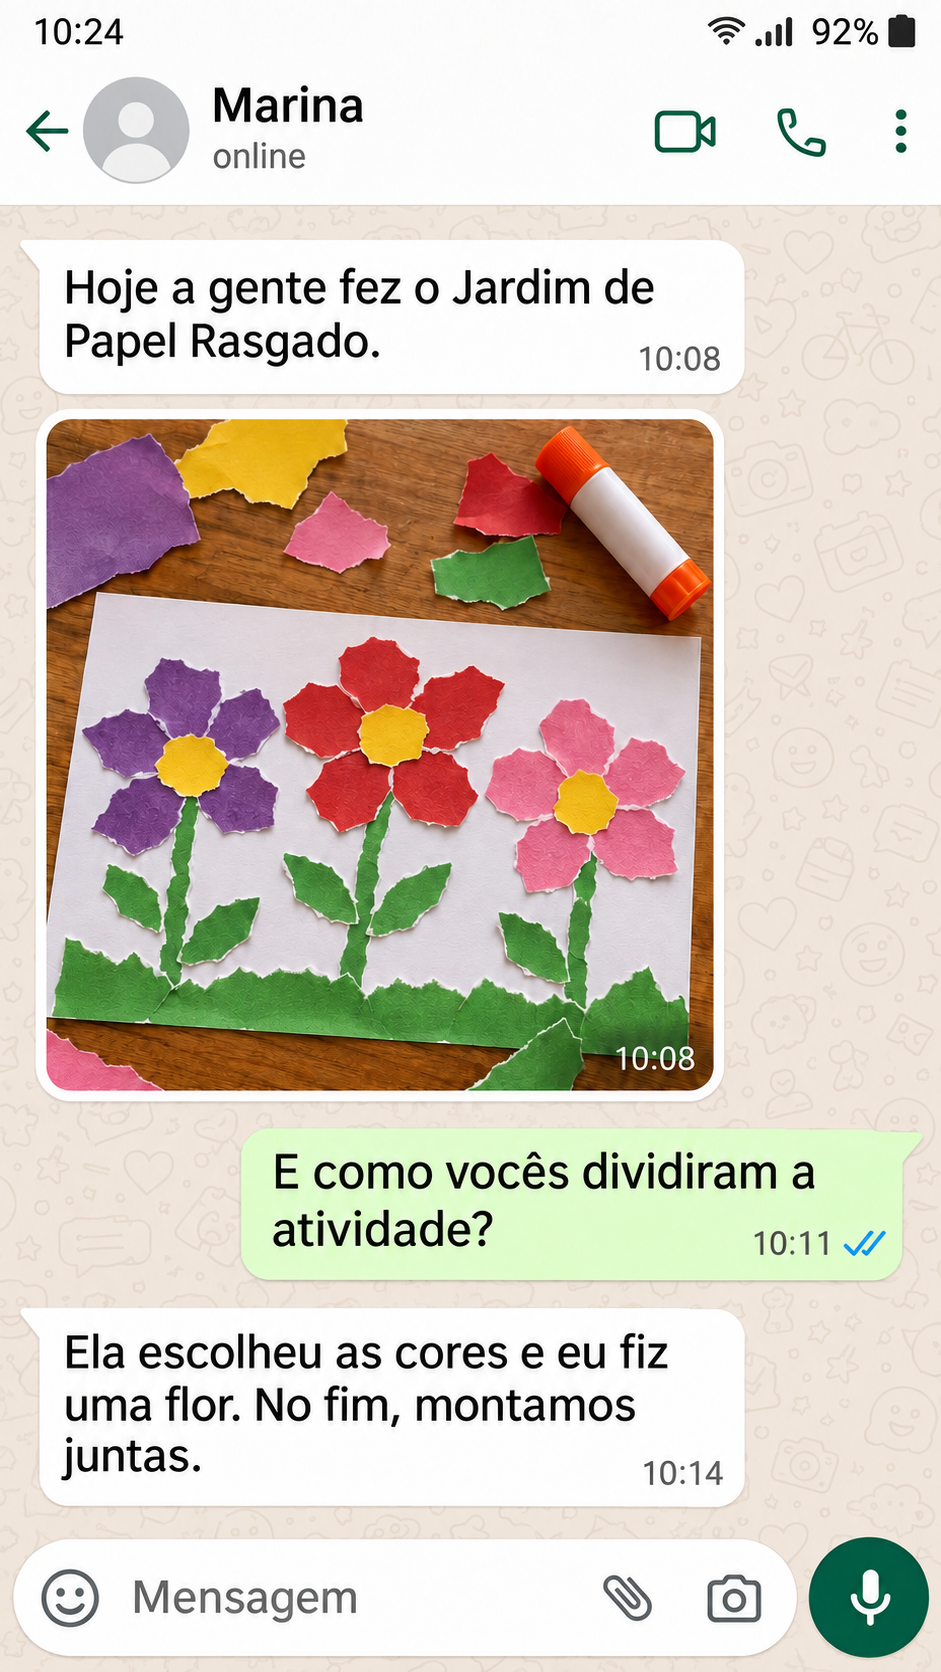 10:24
92%
Marina
online
Hoje a gente fez o Jardim de
Papel Rasgado.
10:08
10:08
E como vocês dividiram a
atividade?
10:11
Ela escolheu as cores e eu fiz
uma flor. No fim, montamos
juntas.
10:14
Mensagem